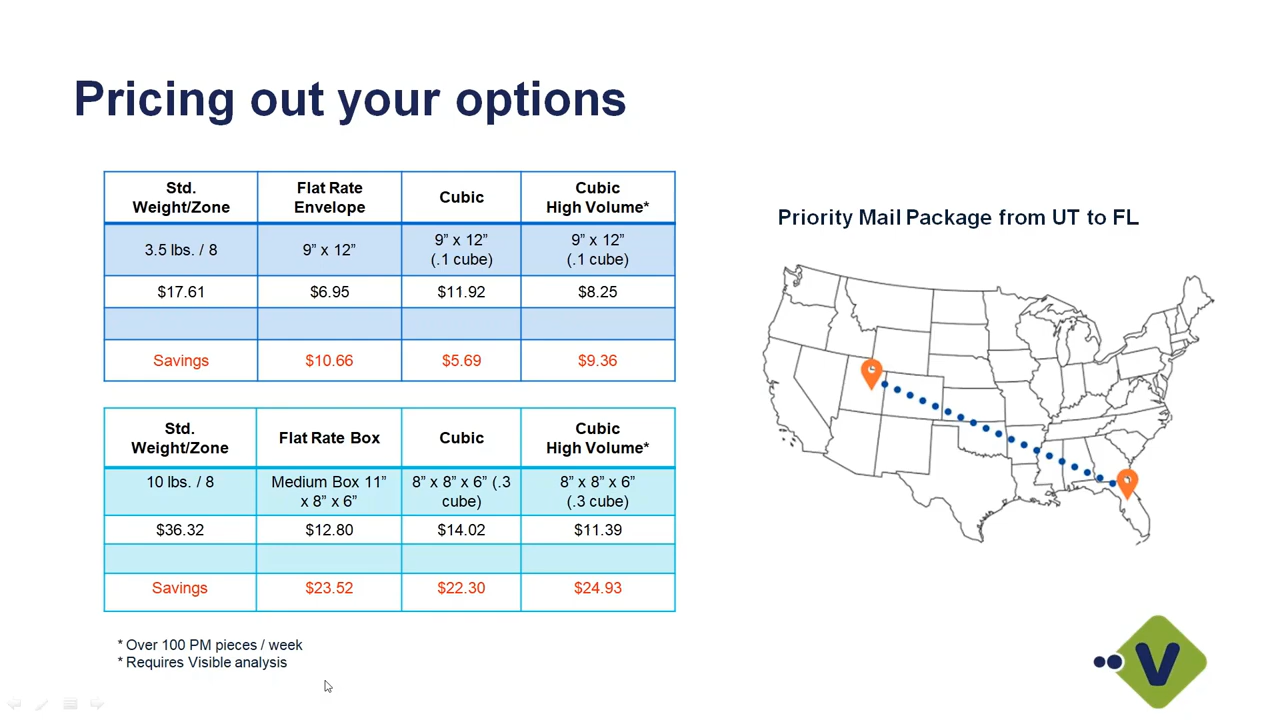 Pricing out your options
Std.
Weight/Zone
Flat Rate
Envelope
Cubic
Cubic
High Volume*
3.5 lbs. / 8
9” x 12”
9” x 12”
(.1 cube)
9” x 12”
(.1 cube)
$17.61
$6.95
$11.92
$8.25
Savings
$10.66
$5.69
$9.36
Std.
Weight/Zone
Flat Rate Box
Cubic
Cubic
High Volume*
10 lbs. / 8
Medium Box 11”
x 8” x 6”
8” x 8” x 6” (.3
cube)
8” x 8” x 6”
(.3 cube)
$36.32
$12.80
$14.02
$11.39
Savings
$23.52
$22.30
$24.93
* Over 100 PM pieces / week
* Requires Visible analysis
Priority Mail Package from UT to FL
V